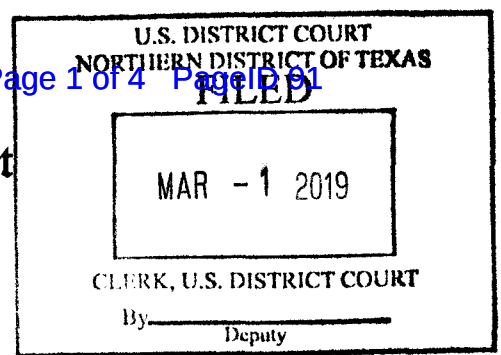 U.S. DISTRICT COURT
NORTHERN DISTRICT OF TEXAS
Page 1 of 4 PageID 91
FILED
t
MAR - 1 2019
CLERK, U.S. DISTRICT COURT
By
Deputy